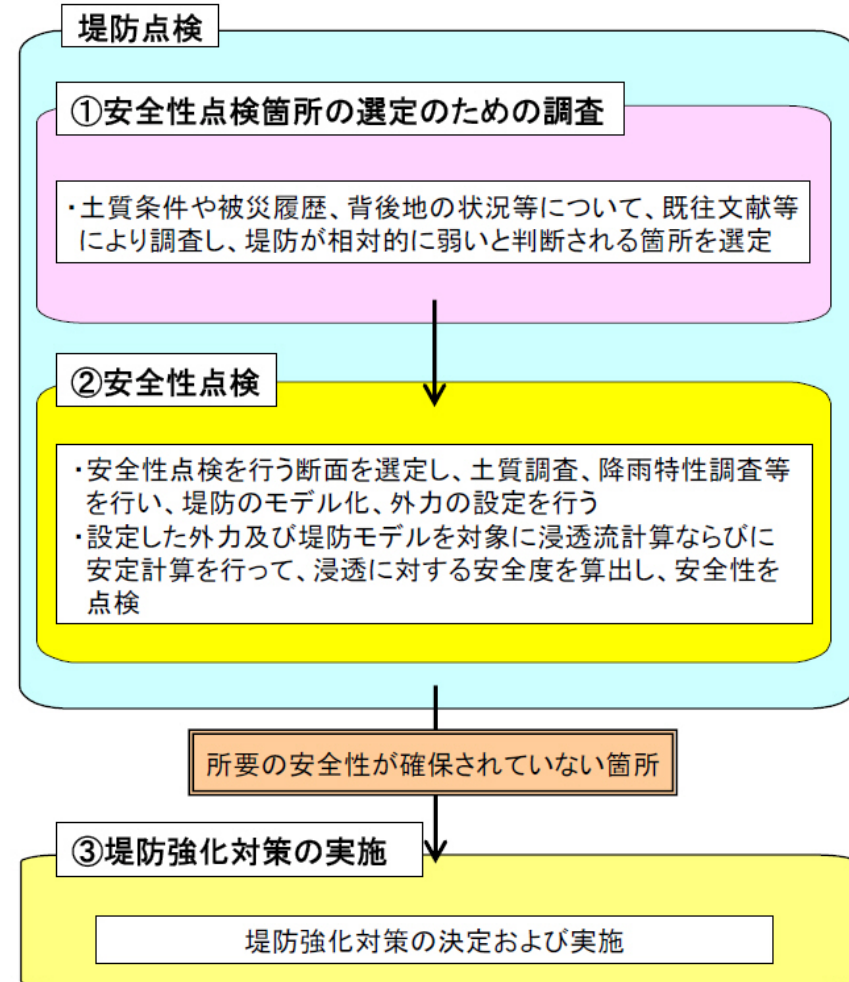 堤防点検
①安全性点検箇所の選定のための調査
・土質条件や被災履歴、背後地の状況等について、既往文献等
により調査し、堤防が相対的に弱いと判断される箇所を選定
②安全性点検
・安全性点検を行う断面を選定し、土質調査、降雨特性調査等
を行い、堤防のモデル化、外力の設定を行う
・設定した外力及び堤防モデルを対象に浸透流計算ならびに
安定計算を行って、浸透に対する安全度を算出し、安全性を
点検
所要の安全性が確保されていない箇所
③堤防強化対策の実施
堤防強化対策の決定および実施